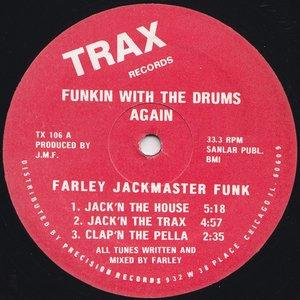 TRAX
RECORDS
FUNKIN WITH THE DRUMS
AGAIN
TX 106 A
PRODUCED BY
J.M.F.
33.3 RPM
SANLAR PUBL.
BMI
FARLEY JACKMASTER FUNK
1. JACK'N THE HOUSE 5:18
2. JACK'N THE TRAX 4:57
3. CLAP'N THE PELLA 2:35
ALL TUNES WRITTEN AND
MIXED BY FARLEY
DISTRIBUTED BY PRECISION RECORDS 932 W 38 PLACE CHICAGO IL 60609